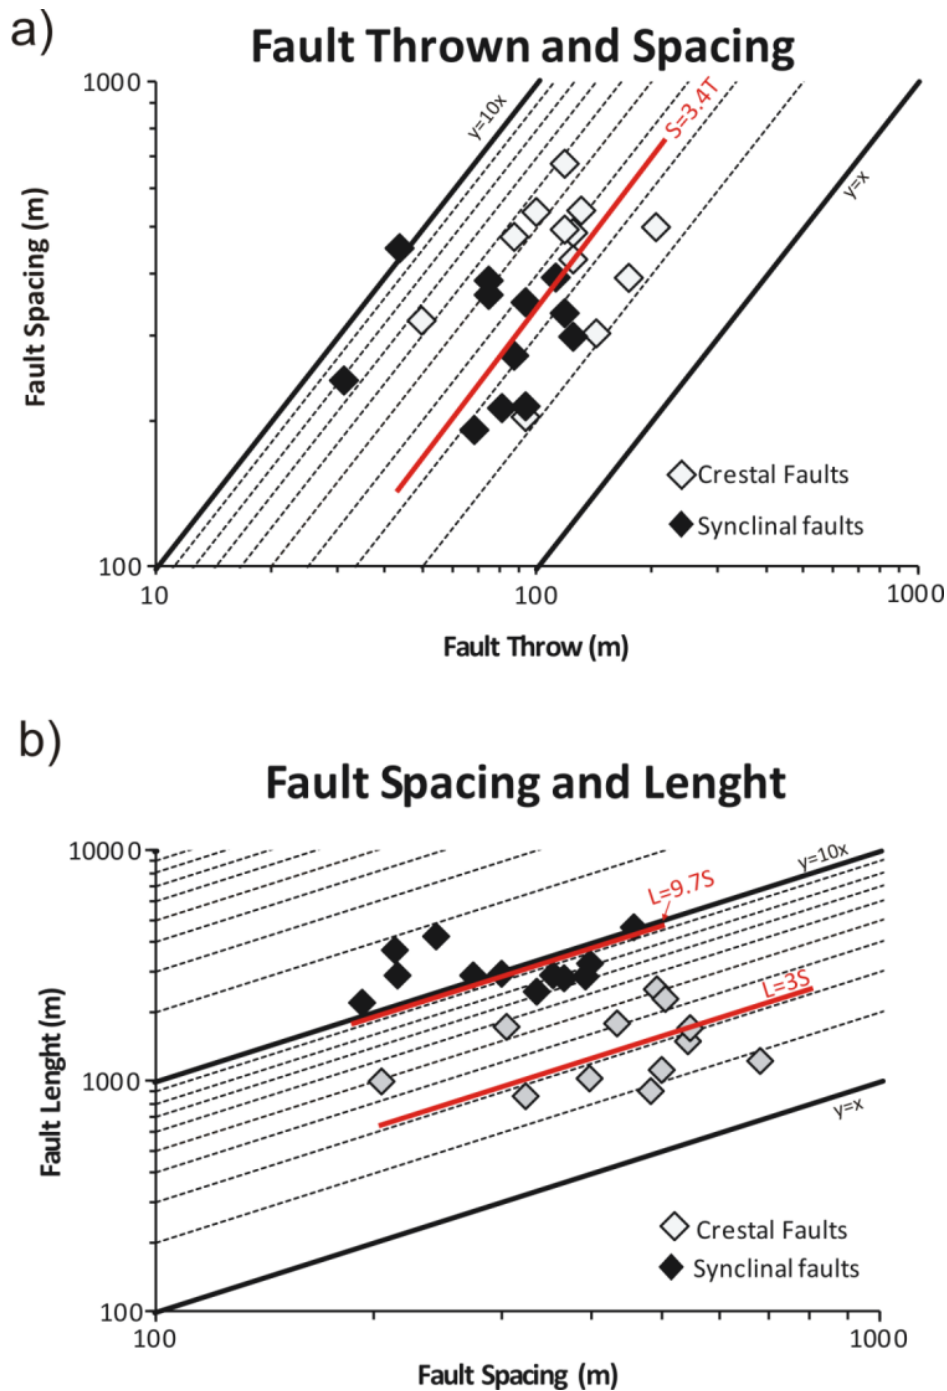 a)
Fault Thrown and Spacing
1000
y=10x
S=3.4T
y=x
Fault Spacing (m)
Crestal Faults
Synclinal faults
100
10
100
1000
Fault Throw (m)
b)
Fault Spacing and Lenght
10000
y=10x
L=9.7S
L=3S
1000
y=x
Fault Lenght (m)
Crestal Faults
Synclinal faults
100
100
1000
Fault Spacing (m)